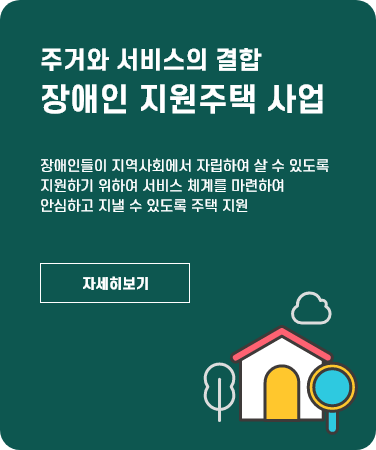 주거와 서비스의 결합
장애인 지원주택 사업
장애인들이 지역사회에서 자립하여 살 수 있도록
지원하기 위하여 서비스 체계를 마련하여
안심하고 지낼 수 있도록 주택 지원
자세히보기